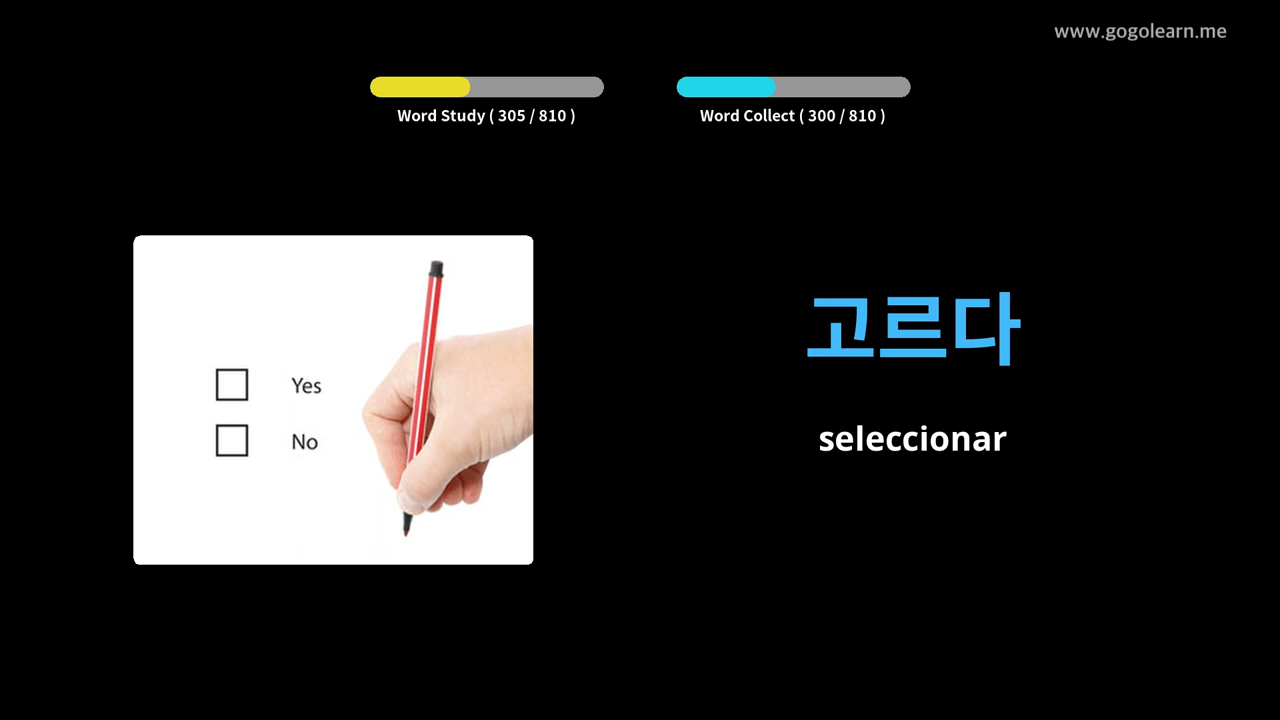 www.gogolearn.me
Word Study ( 305 / 810 )
Word Collect ( 300 / 810 )
Yes
No
고르다
seleccionar